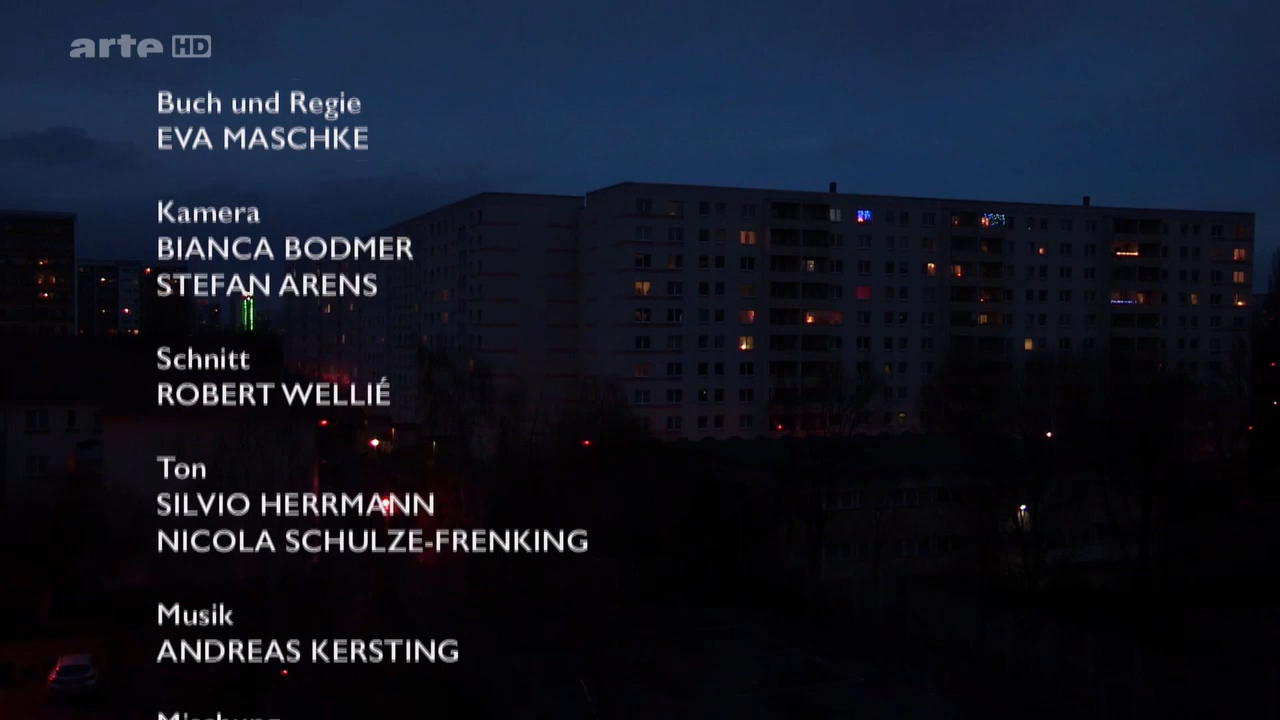 arte HD
Buch und Regie
EVA MASCHKE
Kamera
BIANCA BODMER
STEFAN ARENS
Schnitt
ROBERT WELLIÉ
Ton
SILVIO HERRMANN
NICOLA SCHULZE-FRENKING
Musik
ANDREAS KERSTING